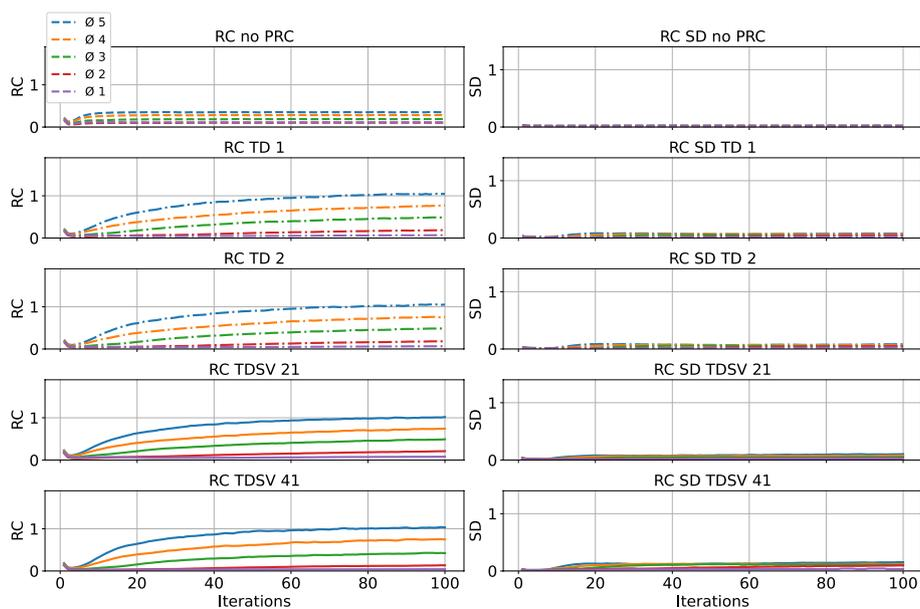 Ø 5
Ø 4
Ø 3
Ø 2
Ø 1
RC no PRC
RC
1
0
RC SD no PRC
SD
1
0
RC TD 1
RC
1
0
RC SD TD 1
SD
1
0
RC TD 2
RC
1
0
RC SD TD 2
SD
1
0
RC TDSV 21
RC
1
0
RC SD TDSV 21
SD
1
0
RC TDSV 41
RC
1
0
0 20 40 60 80 100
Iterations
RC SD TDSV 41
SD
1
0
0 20 40 60 80 100
Iterations